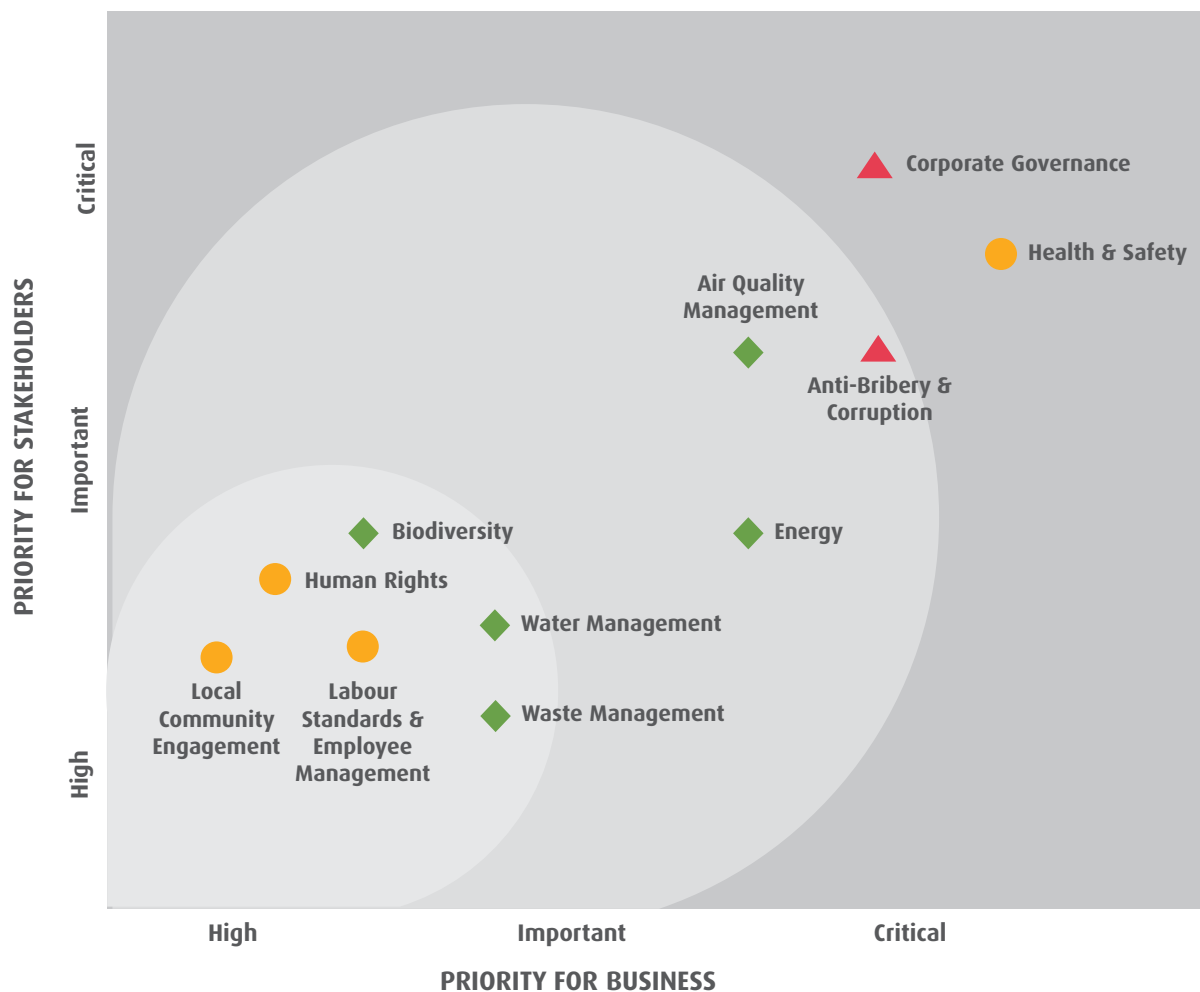 Critical
Corporate Governance
Health & Safety
Air Quality
Management
Anti-Bribery &
Corruption
PRIORITY FOR STAKEHOLDERS
Important
Biodiversity
Energy
Human Rights
Water Management
Local
Community
Engagement
Labour
Standards &
Employee
Management
Waste Management
High
High
Important
Critical
PRIORITY FOR BUSINESS